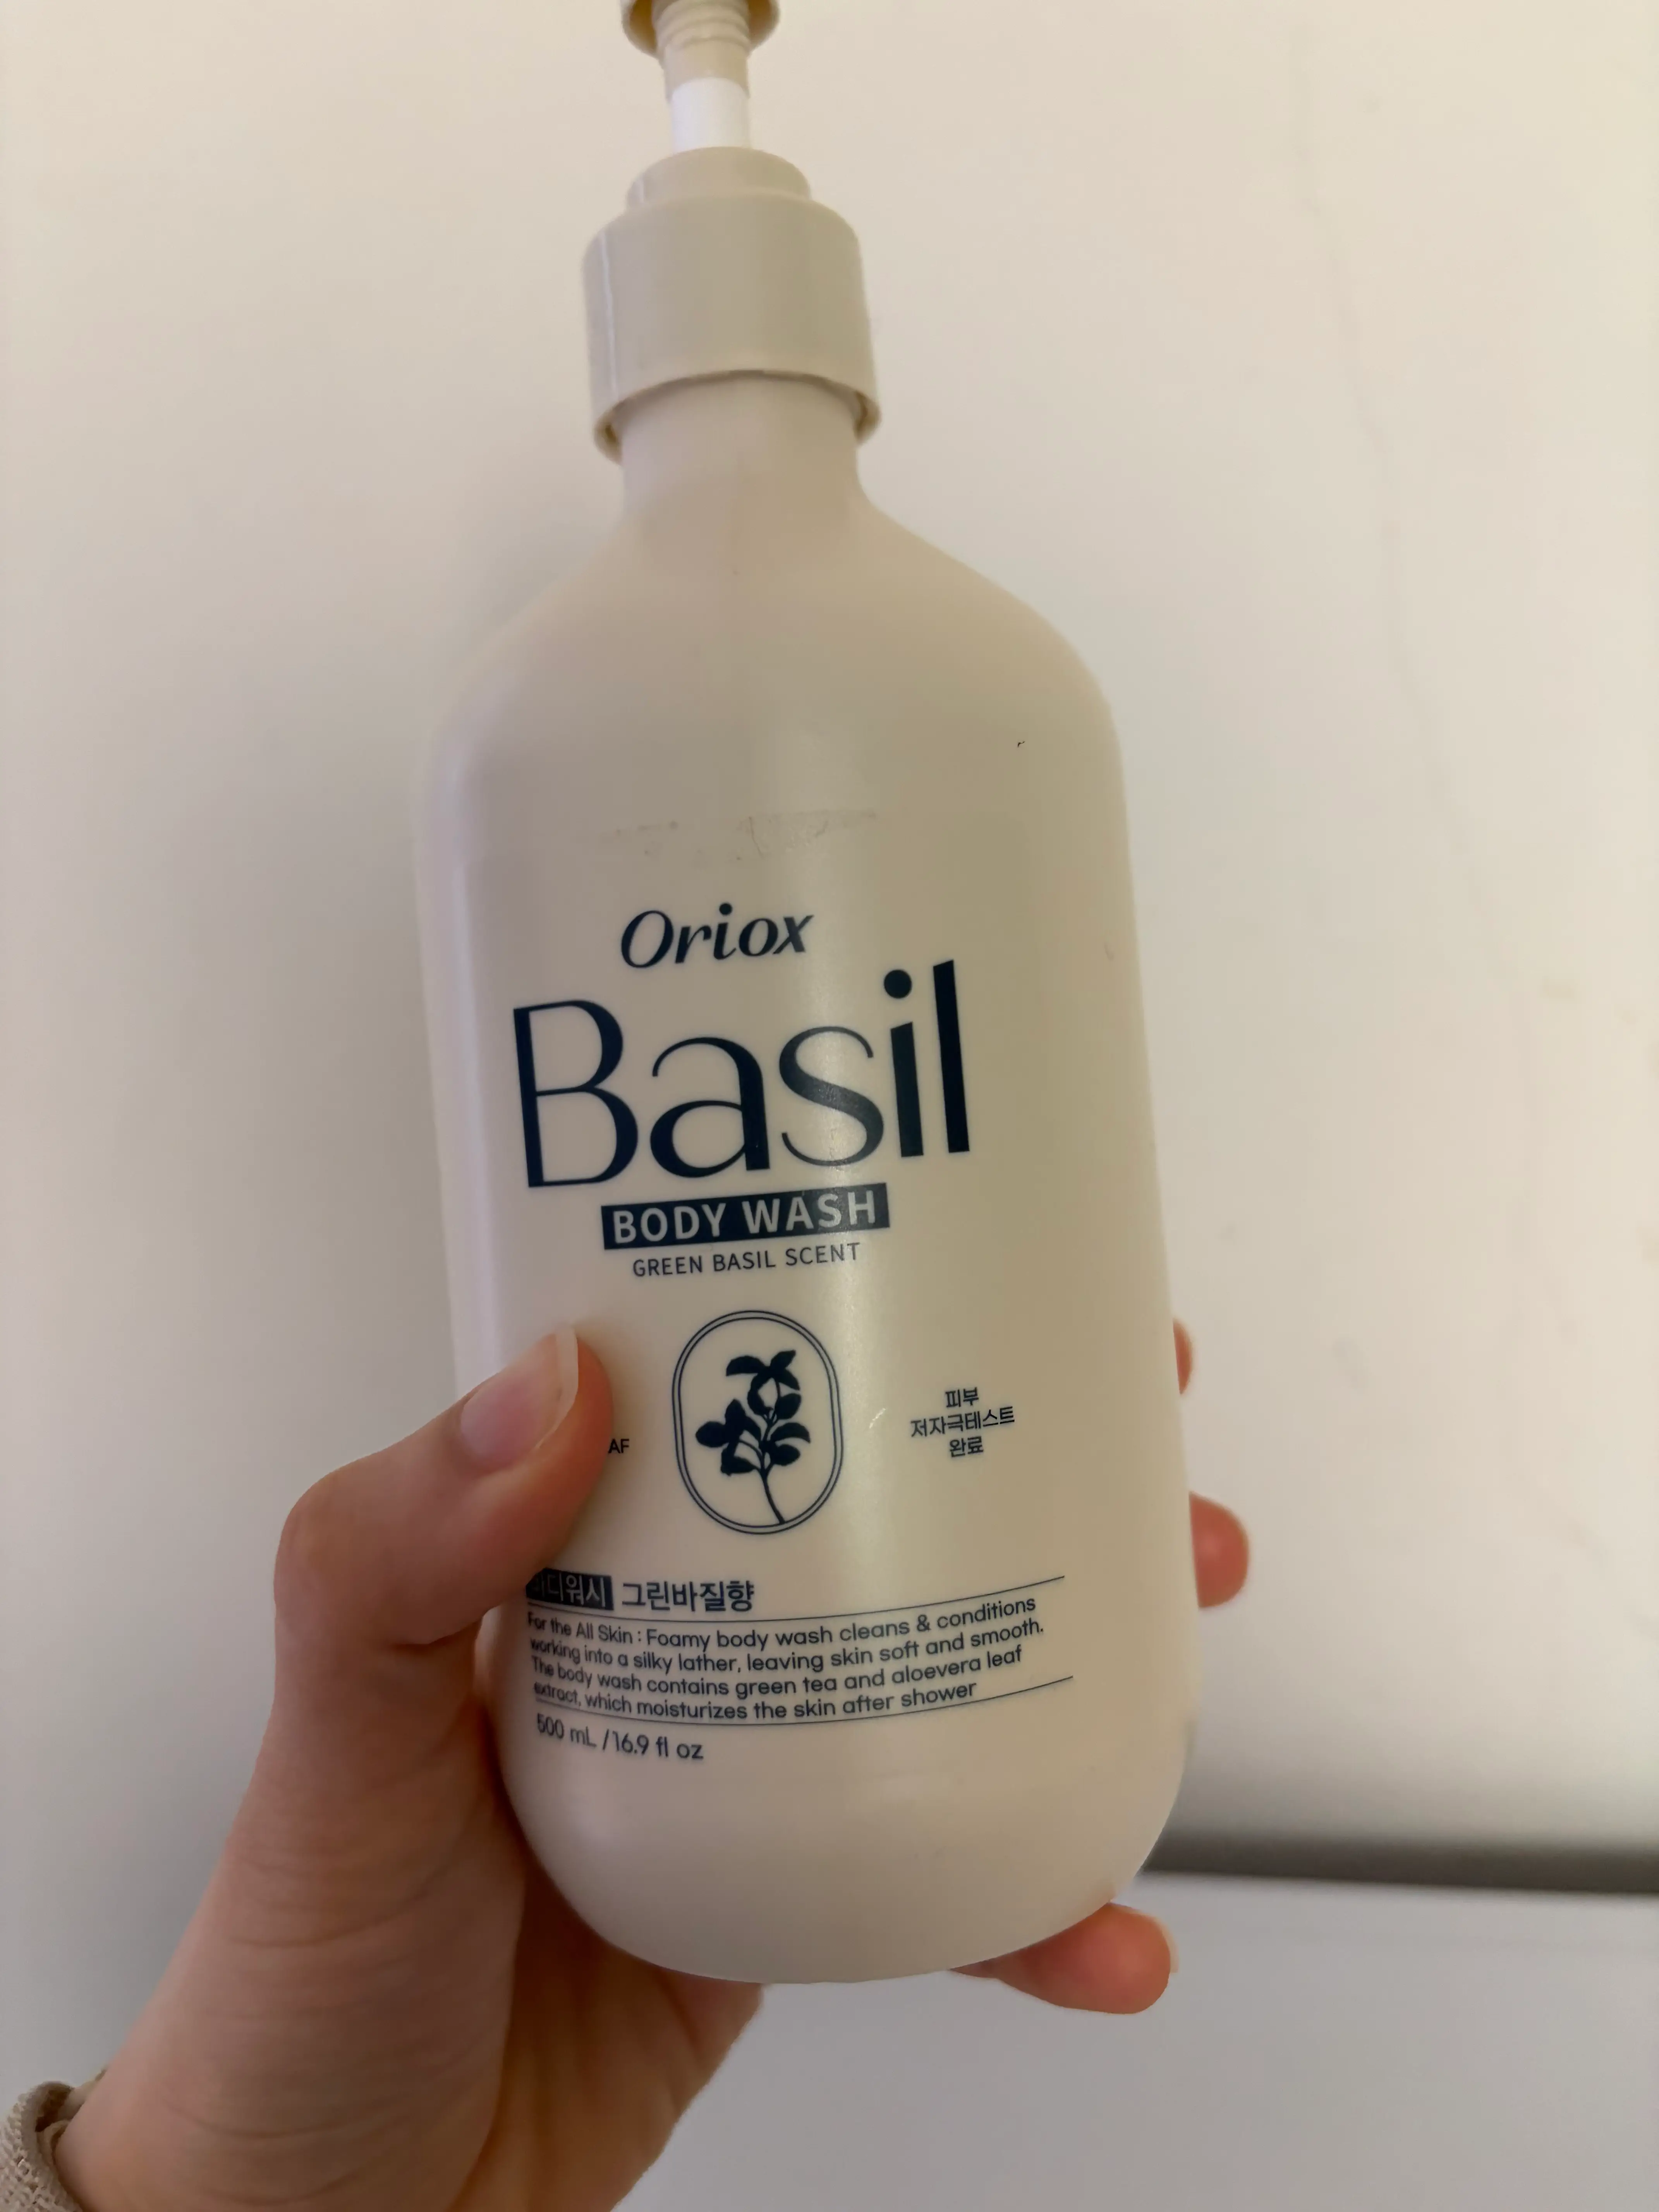 Oriox
Basil
BODY WASH
GREEN BASIL SCENT
AF
피부
저자극테스트
완료
그린바질향
For the All Skin : Foamy body wash cleans & conditions
working into a silky lather, leaving skin soft and smooth.
The body wash contains green tea and aloevera leaf
extract, which moisturizes the skin after shower
500 mL / 16.9 fl oz